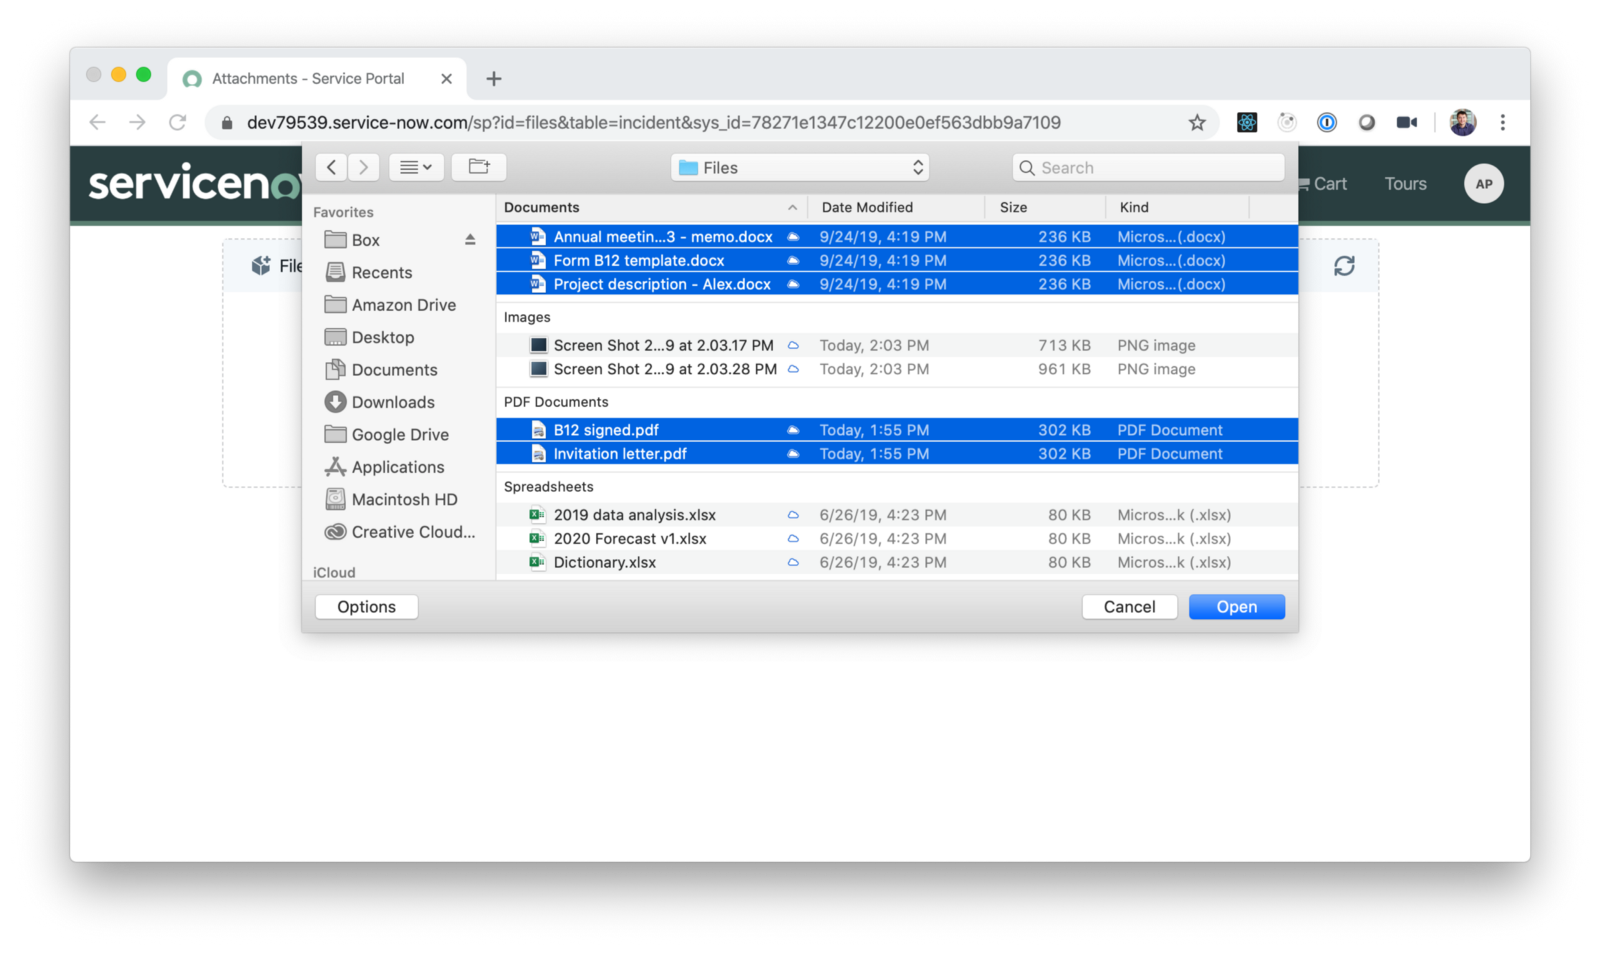 Attachments - Service Portal
dev79539.service-now.com/sp?id=files&table=incident&sys_id=78271e1347c12200e0ef563dbb9a7109
servicenow
Files
Search
Cart
Tours
AP
File
Favorites
Box
Recents
Amazon Drive
Desktop
Documents
Downloads
Google Drive
Applications
Macintosh HD
Creative Cloud...
iCloud
Documents Date Modified Size Kind
Annual meetin...3 - memo.docx 9/24/19, 4:19 PM 236 KB Micros...(.docx)
Form B12 template.docx 9/24/19, 4:19 PM 236 KB Micros...(.docx)
Project description - Alex.docx 9/24/19, 4:19 PM 236 KB Micros...(.docx)
Images
Screen Shot 2...9 at 2.03.17 PM Today, 2:03 PM 713 KB PNG image
Screen Shot 2...9 at 2.03.28 PM Today, 2:03 PM 961 KB PNG image
PDF Documents
B12 signed.pdf Today, 1:55 PM 302 KB PDF Document
Invitation letter.pdf Today, 1:55 PM 302 KB PDF Document
Spreadsheets
2019 data analysis.xlsx 6/26/19, 4:23 PM 80 KB Micros...k (.xlsx)
2020 Forecast v1.xlsx 6/26/19, 4:23 PM 80 KB Micros...k (.xlsx)
Dictionary.xlsx 6/26/19, 4:23 PM 80 KB Micros...k (.xlsx)
Options
Cancel
Open